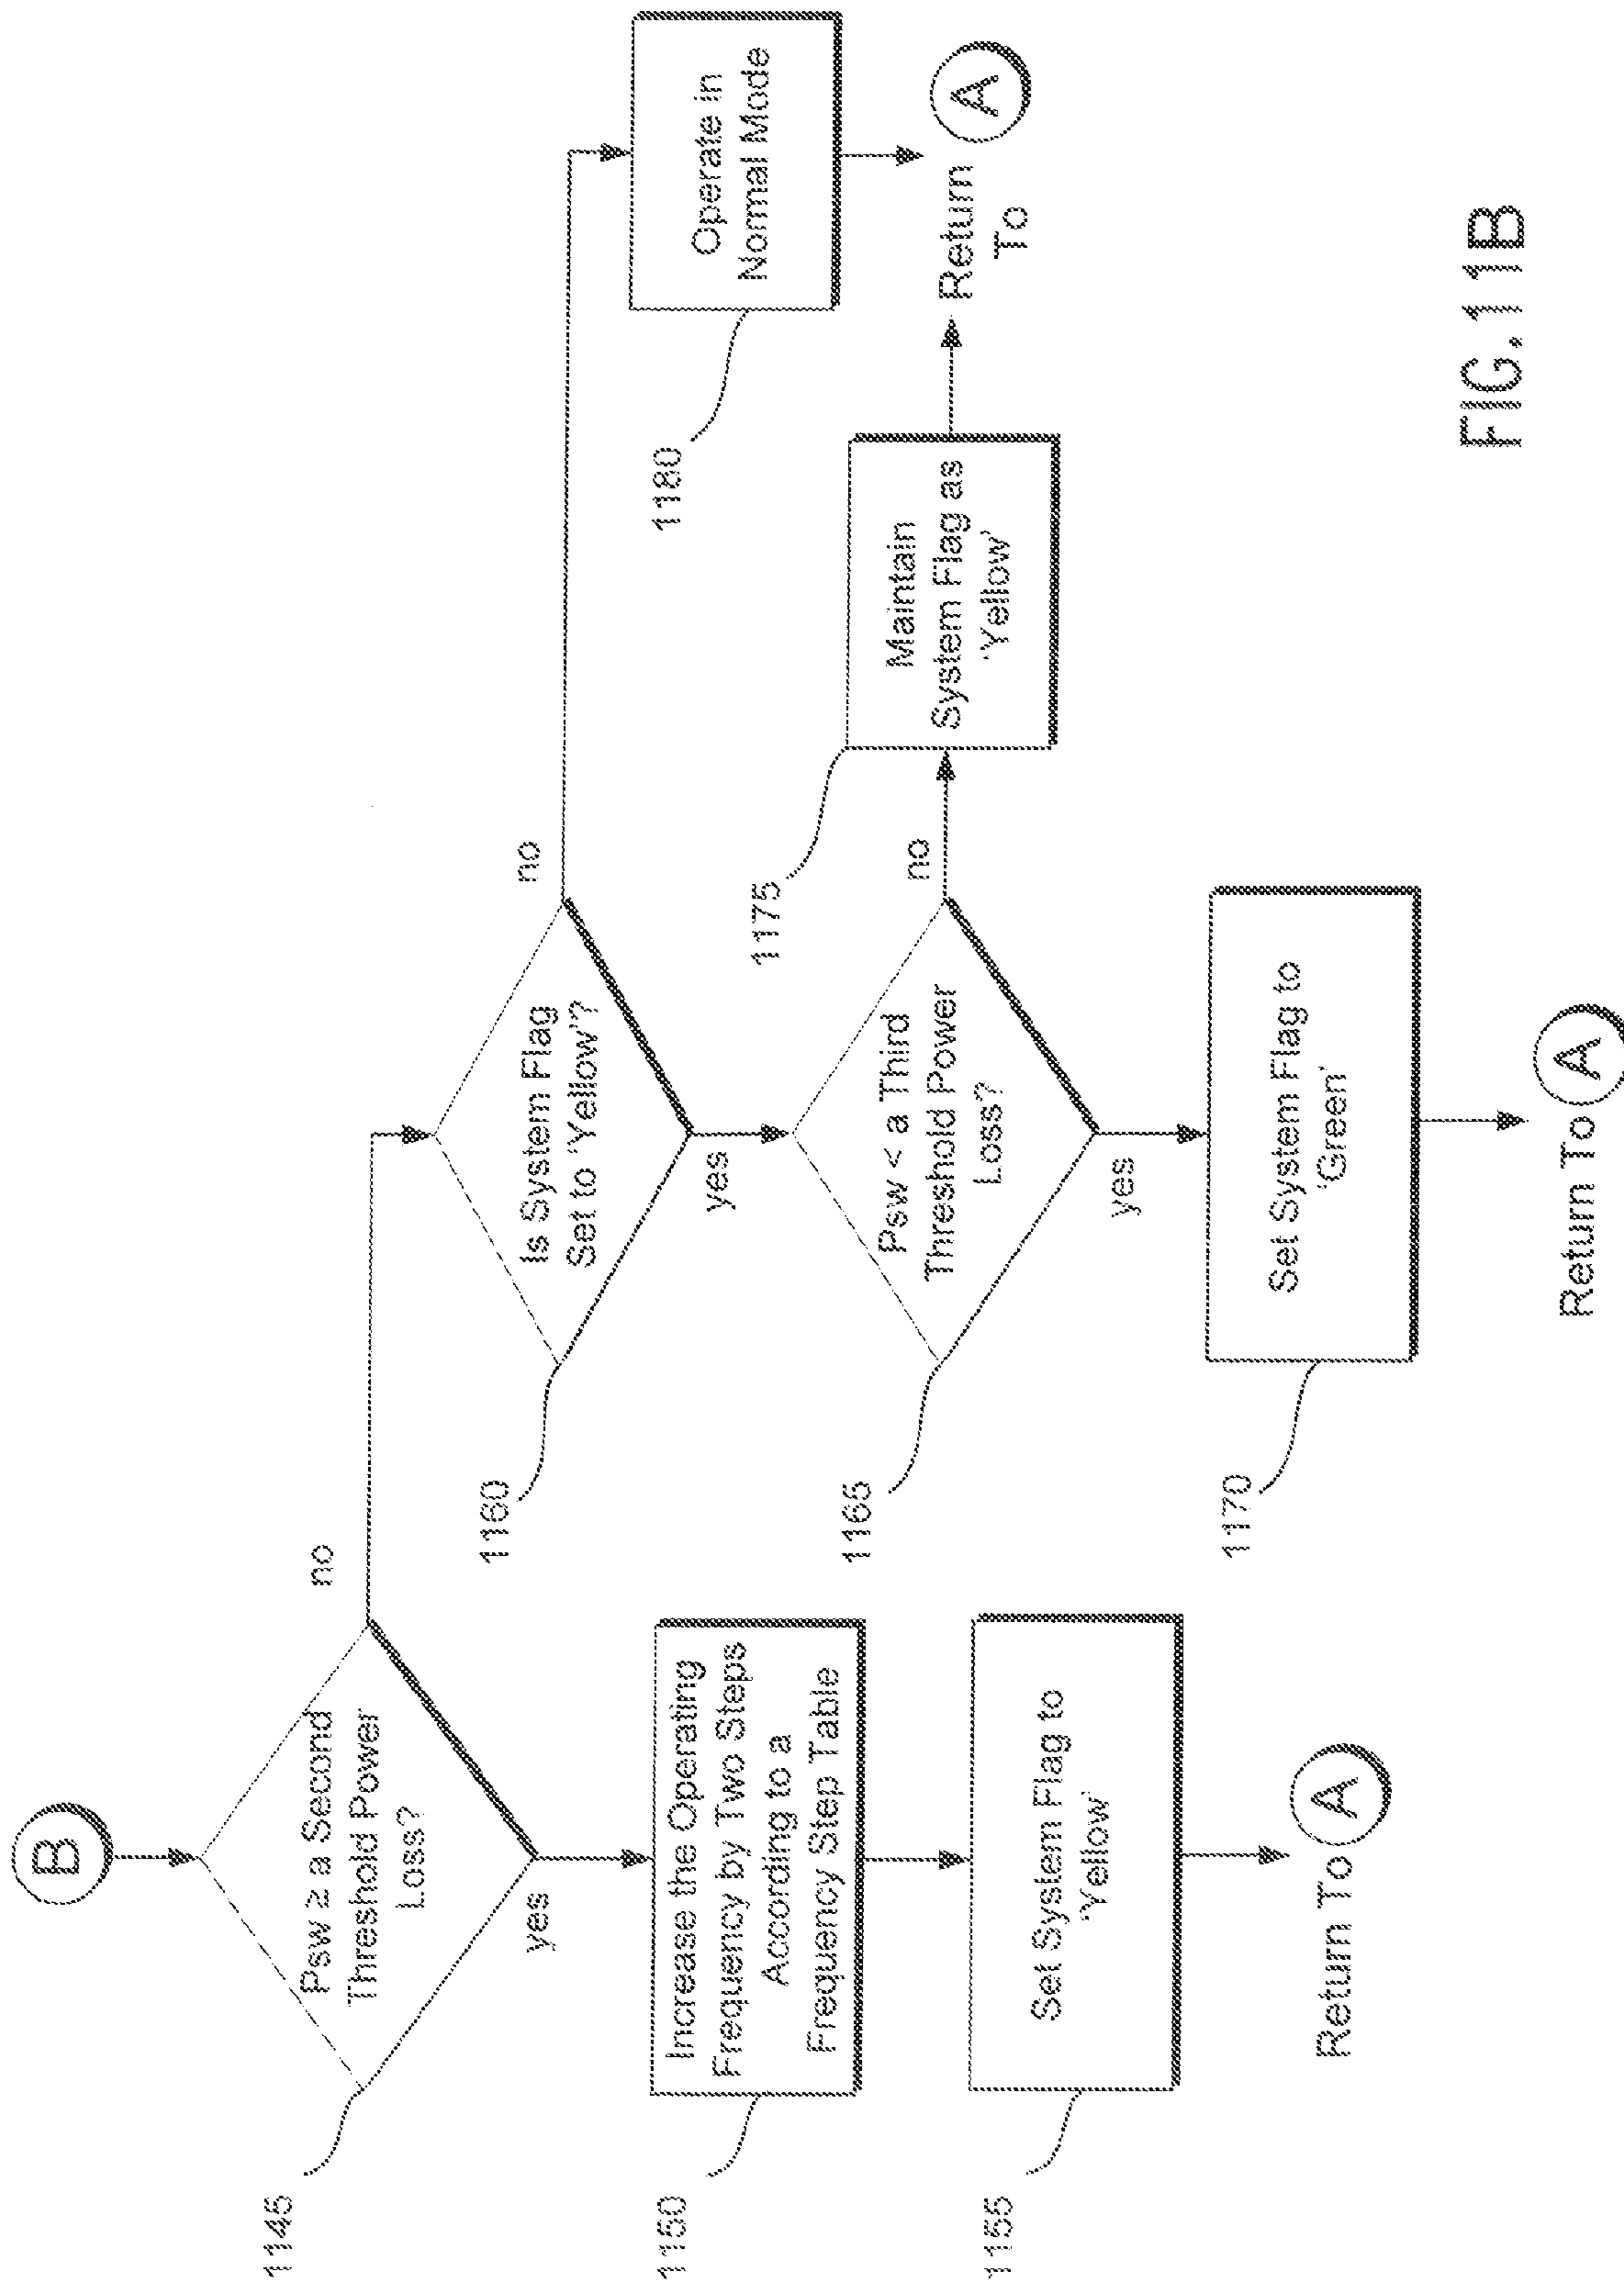 B
1145
Psw ≥ a Second
Threshold Power
Loss?
no
yes
1150
Increase the Operating
Frequency by Two Steps
According to a
Frequency Step Table
1155
Set System Flag to
'Yellow'
Return To A
1160
Is System Flag
Set to 'Yellow'?
no
yes
1165
Psw < a Third
Threshold Power
Loss?
no
yes
1170
Set System Flag to
'Green'
Return To A
1175
Maintain
System Flag as
'Yellow'
1180
Operate in
Normal Mode
Return A
To
FIG. 11B